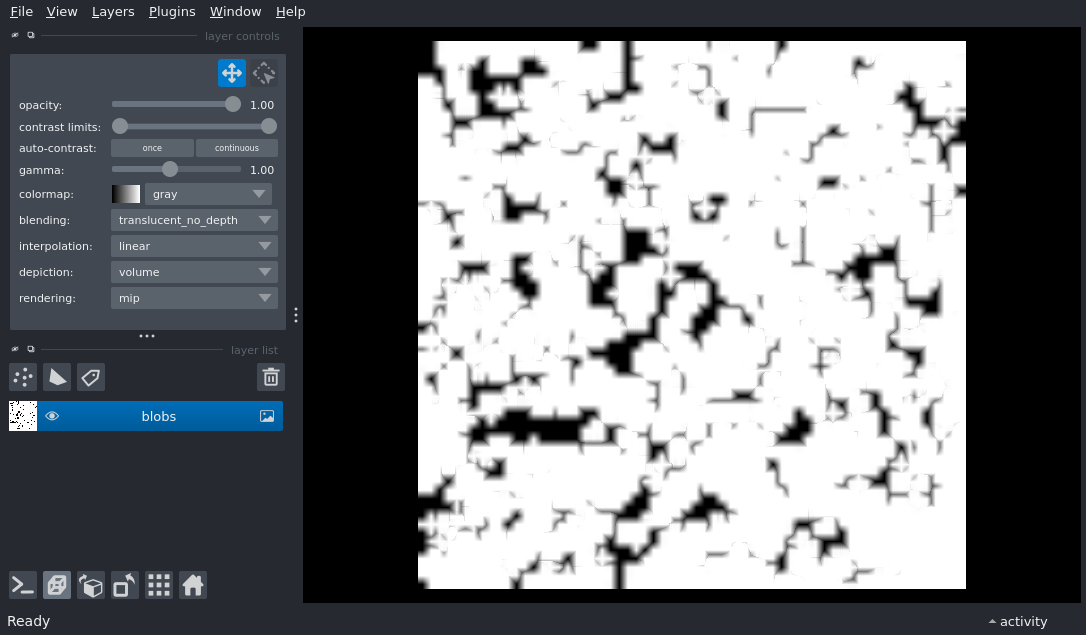 File View Layers Plugins Window Help
layer controls
opacity: 1.00
contrast limits:
auto-contrast: once continuous
gamma: 1.00
colormap: gray
blending: translucent_no_depth
interpolation: linear
depiction: volume
rendering: mip
layer list
blobs
Ready activity